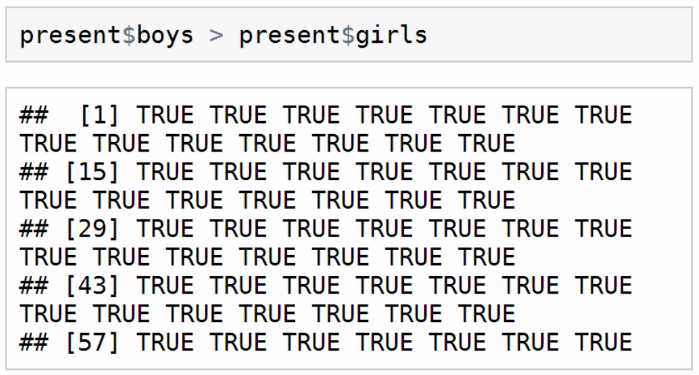 present$boys > present$girls
##  [1] TRUE TRUE TRUE TRUE TRUE TRUE TRUE
TRUE TRUE TRUE TRUE TRUE TRUE TRUE
## [15] TRUE TRUE TRUE TRUE TRUE TRUE TRUE
TRUE TRUE TRUE TRUE TRUE TRUE TRUE
## [29] TRUE TRUE TRUE TRUE TRUE TRUE TRUE
TRUE TRUE TRUE TRUE TRUE TRUE TRUE
## [43] TRUE TRUE TRUE TRUE TRUE TRUE TRUE
TRUE TRUE TRUE TRUE TRUE TRUE TRUE
## [57] TRUE TRUE TRUE TRUE TRUE TRUE TRUE